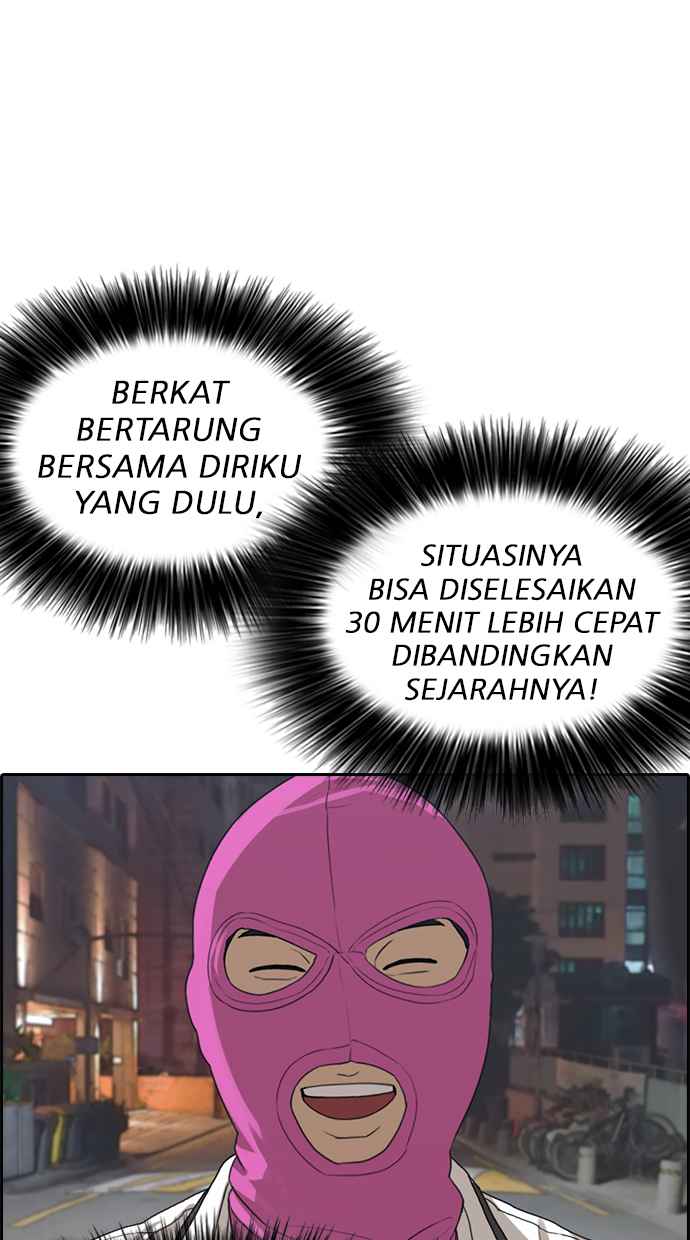 BERKAT
BERTARUNG
BERSAMA DIRIKU
YANG DULU,
SITUASINYA
BISA DISELESAIKAN
30 MENIT LEBIH CEPAT
DIBANDINGKAN
SEJARAHNYA!